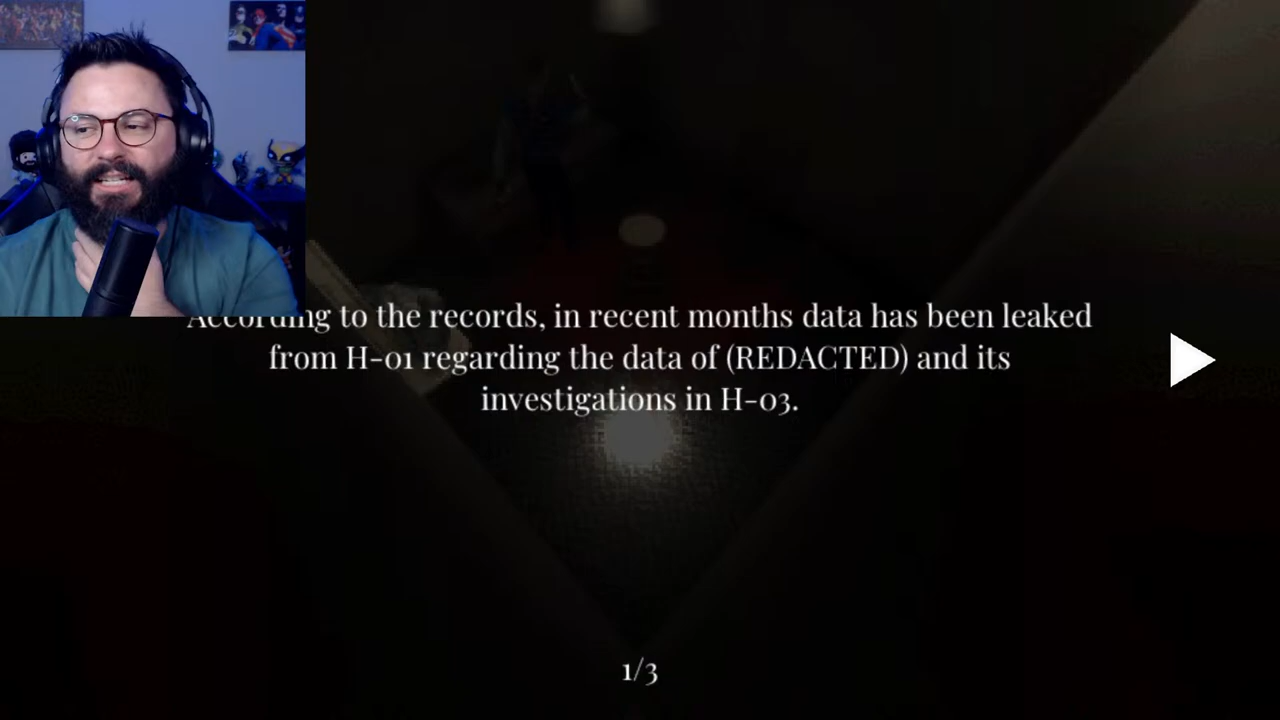 According to the records, in recent months data has been leaked
from H-01 regarding the data of (REDACTED) and its
investigations in H-03.
1/3